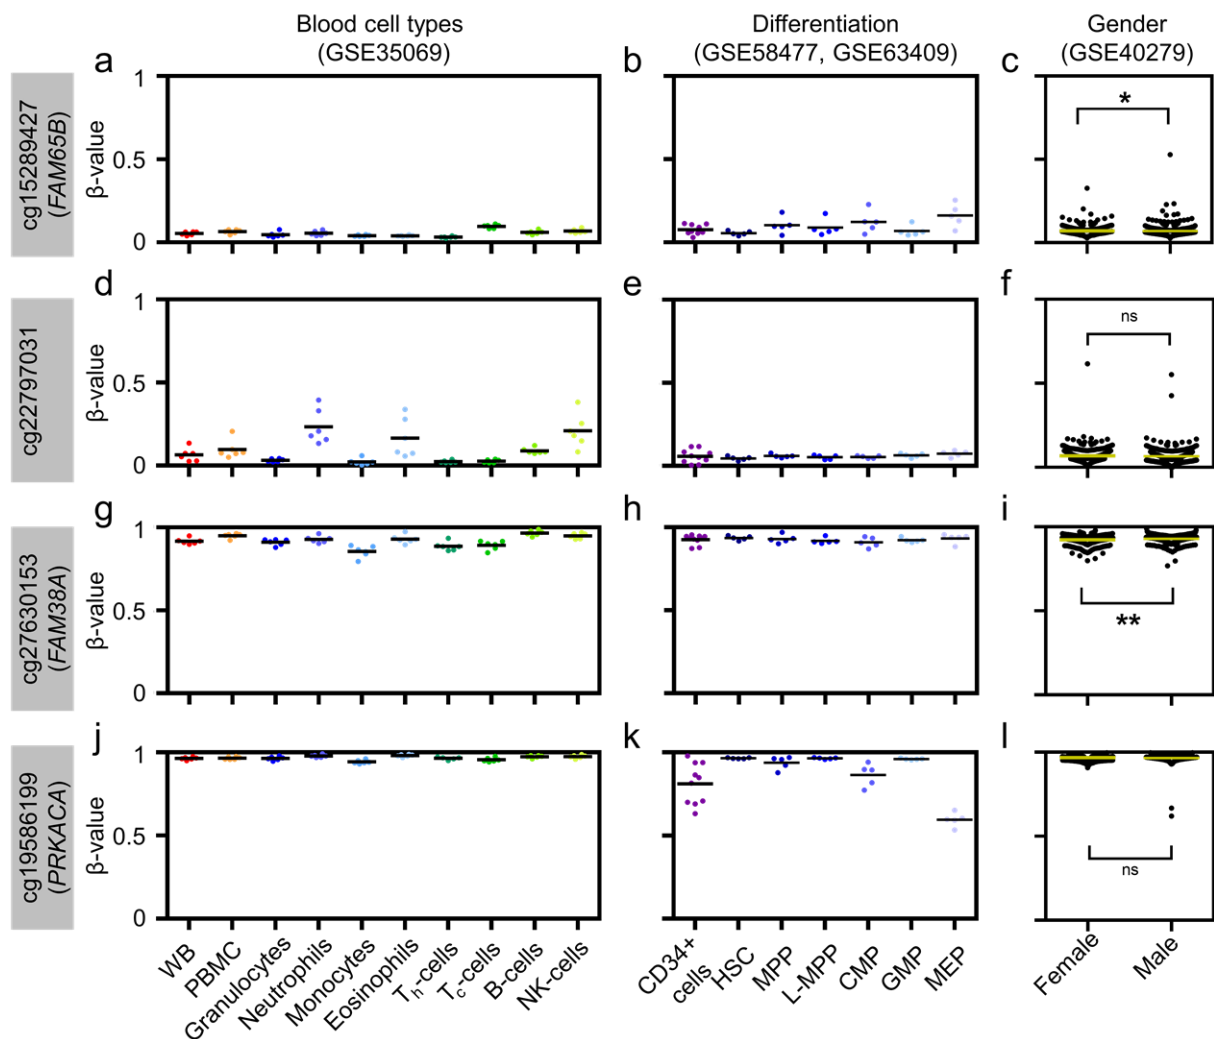 Blood cell types
(GSE35069)
Differentiation
(GSE58477, GSE63409)
Gender
(GSE40279)
cg15289427
(FAM65B)
a
β-value
1
0.5
0
b
c
*
cg22797031
d
β-value
1
0.5
0
e
f
ns
cg27630153
(FAM38A)
g
β-value
1
0.5
0
h
i
**
cg19586199
(PRKACA)
j
β-value
1
0.5
0
k
l
ns
WB
PBMC
Granulocytes
Neutrophils
Monocytes
Eosinophils
Th-cells
Tc-cells
B-cells
NK-cells
CD34+
cells
HSC
MPP
L-MPP
CMP
GMP
MEP
Female
Male